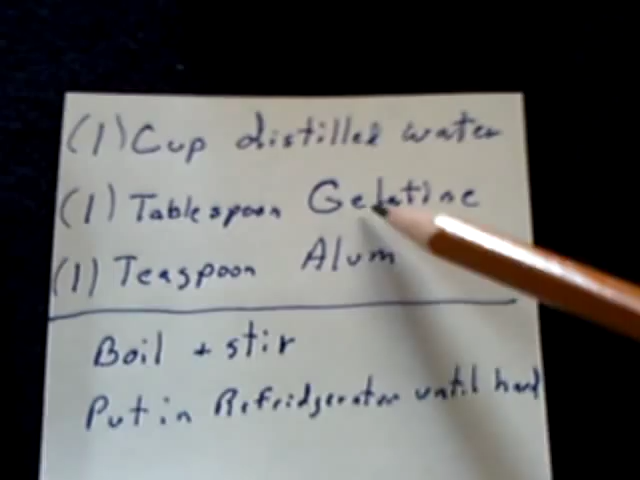 (1) Cup distilled water
(1) Tablespoon Gelatine
(1) Teaspoon Alum
Boil + stir
Put in Refridgerator until hard